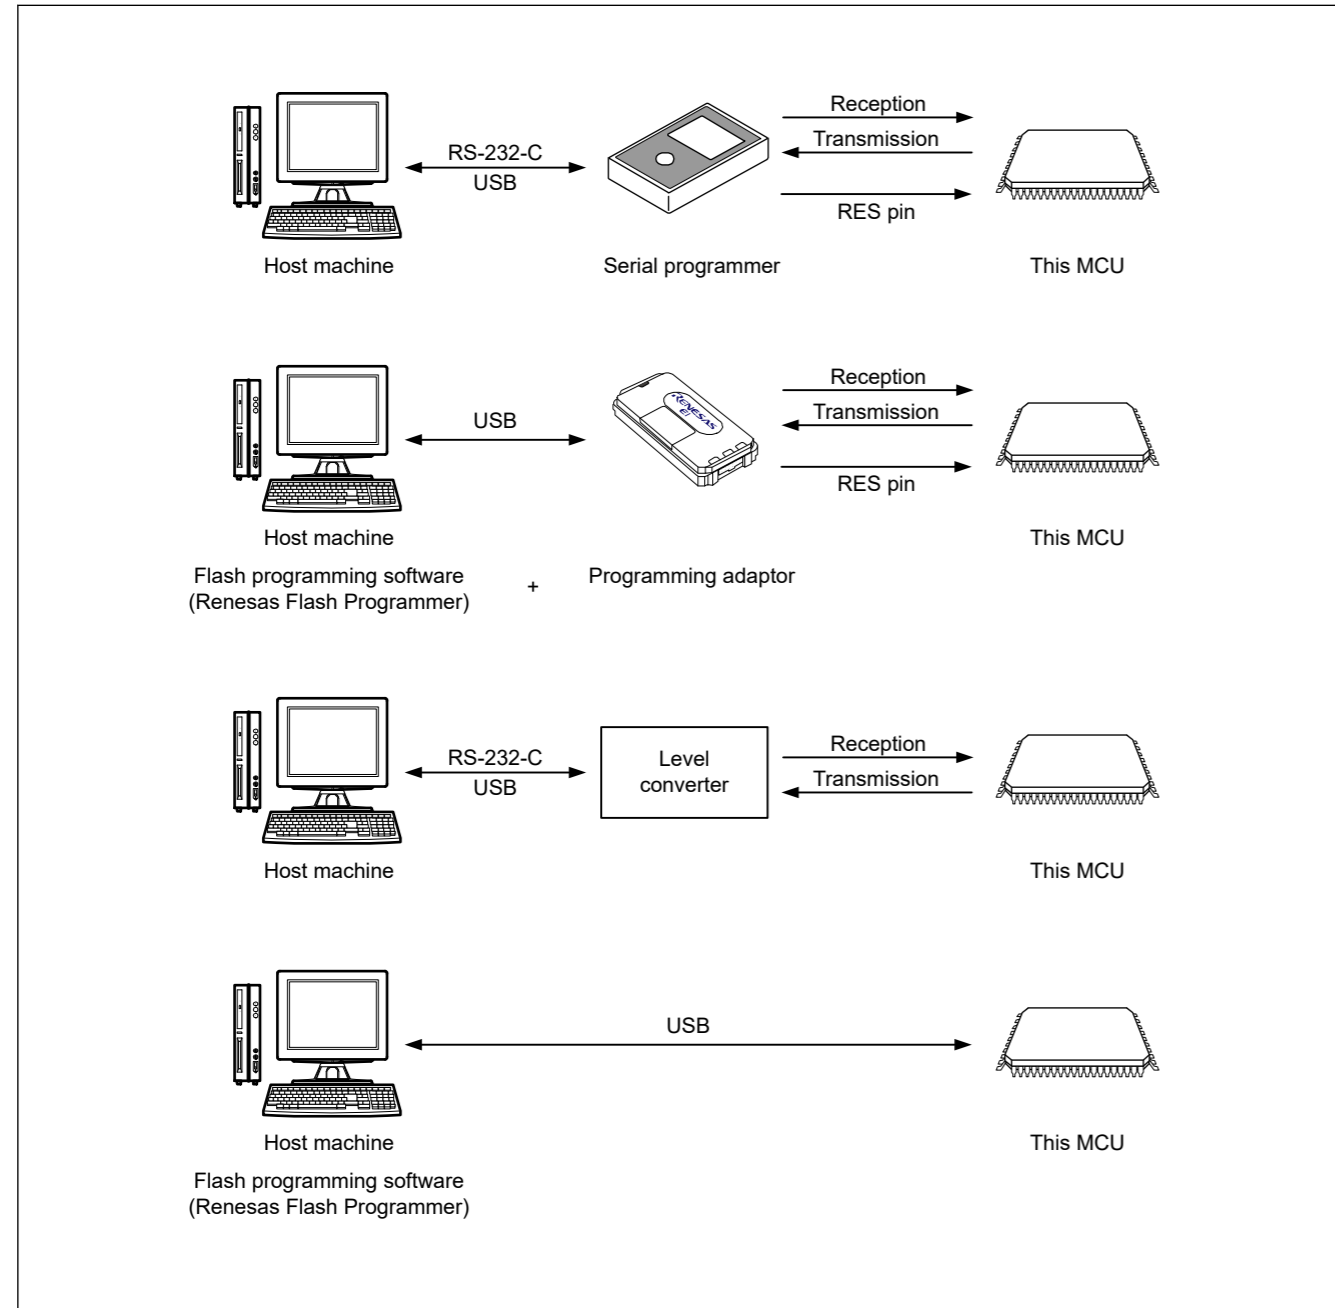 Reception
RS-232-C
Transmission
USB
RES pin
Host machine
Serial programmer
This MCU
Reception
USB
Transmission
RENESAS
E1
RES pin
Host machine
This MCU
Flash programming software
(Renesas Flash Programmer)
+
Programming adaptor
Reception
RS-232-C
Level
converter
Transmission
USB
Host machine
This MCU
USB
Host machine
This MCU
Flash programming software
(Renesas Flash Programmer)